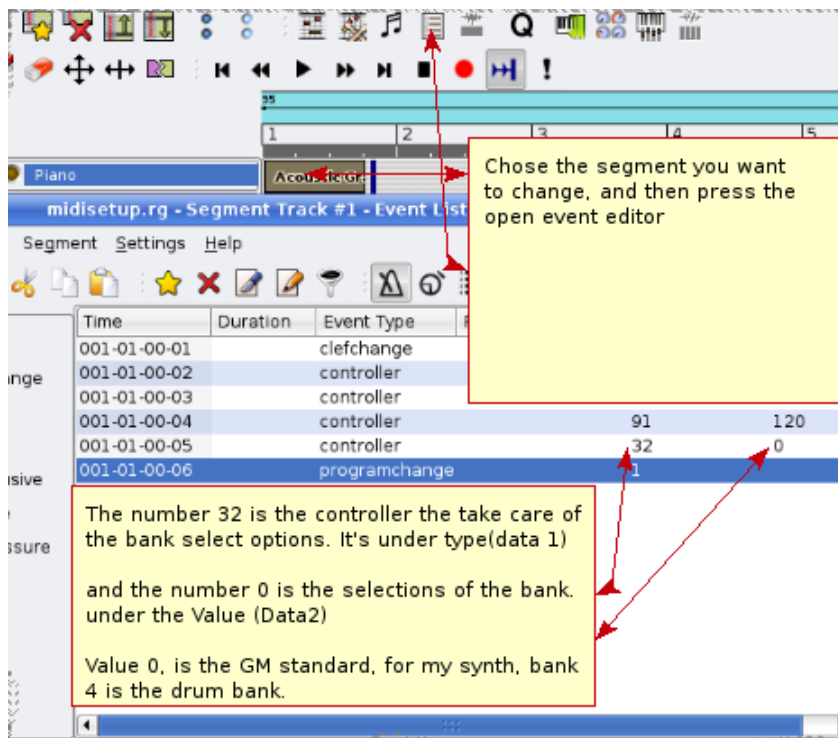 Q
!
95
1 2 3 4 5
Piano
Acoustic Gr
Chose the segment you want
to change, and then press the
open event editor
midisetup.rg - Segment Track #1 - Event List
Segment Settings Help
Time Duration Event Type
001-01-00-01 clefchange
001-01-00-02 controller
001-01-00-03 controller
001-01-00-04 controller 91 120
001-01-00-05 controller 32 0
001-01-00-06 programchange 1
nge
sive
ssure
The number 32 is the controller the take care of
the bank select options. It's under type(data 1)
and the number 0 is the selections of the bank.
under the Value (Data2)
Value 0, is the GM standard, for my synth, bank
4 is the drum bank.